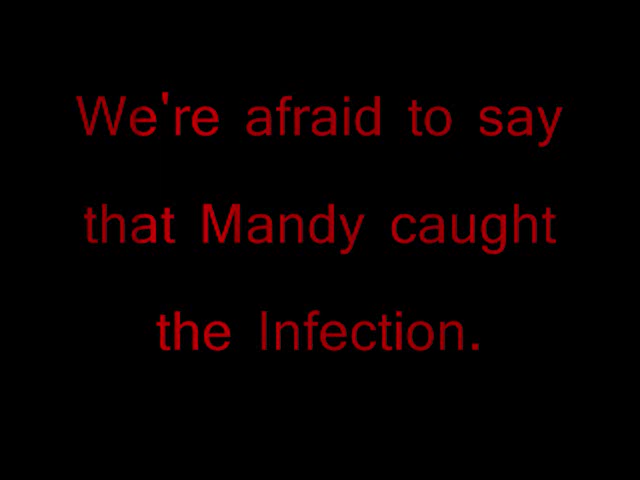 We're afraid to say
that Mandy caught
the Infection.